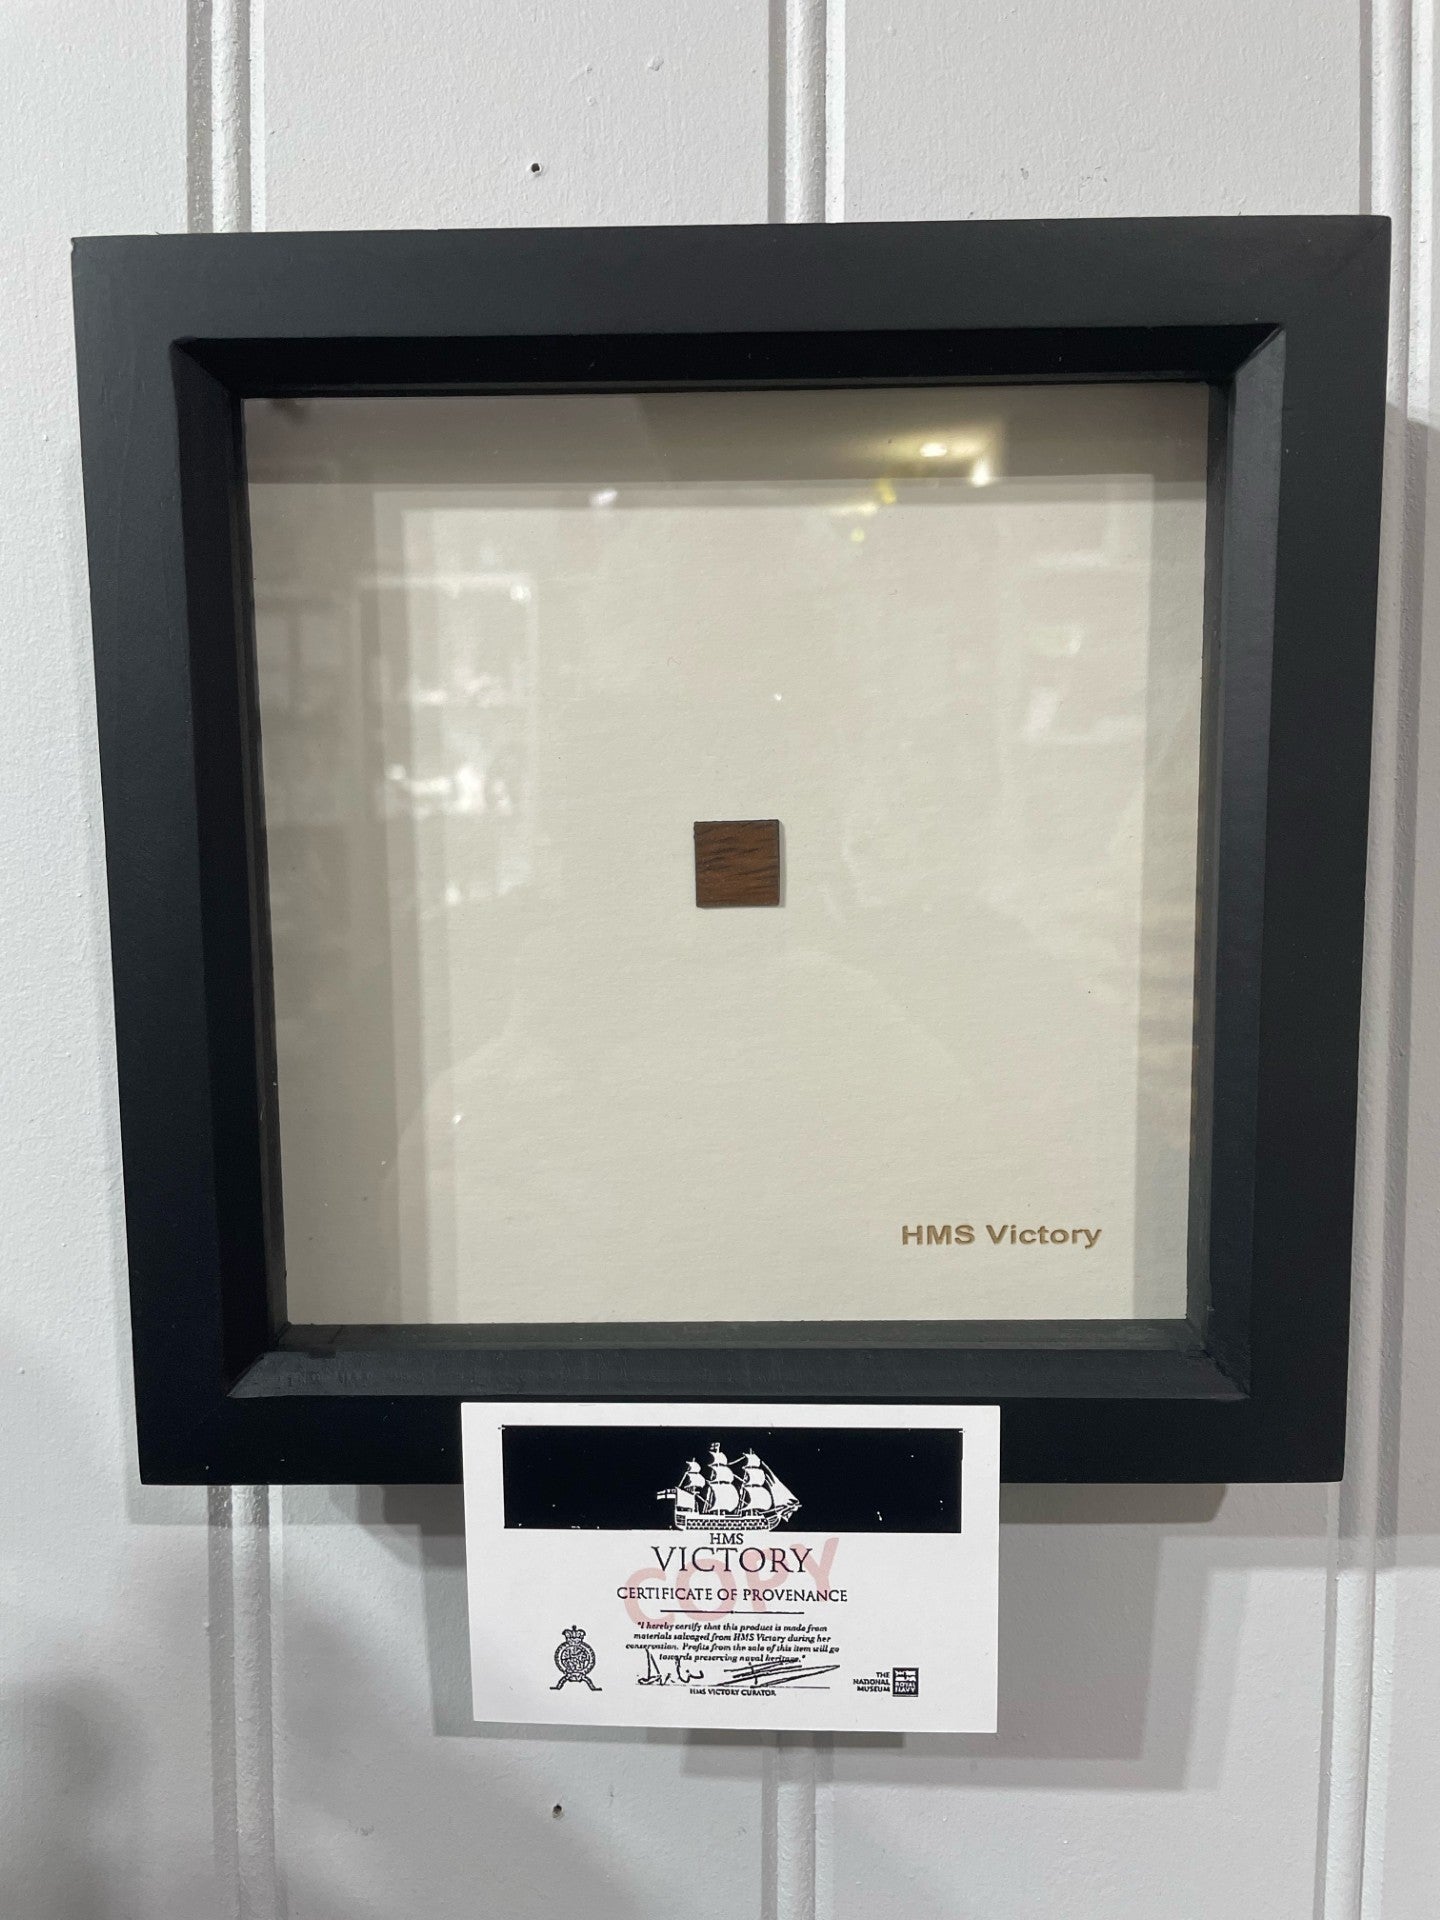 HMS Victory
HMS
VICTORY
COPY
CERTIFICATE OF PROVENANCE
"I hereby certify that this product is made from
materials salvaged from HMS Victory during her
conservation. Profits from the sale of this item will go
towards preserving naval heritage."
HMS VICTORY CURATOR
THE
NATIONAL
MUSEUM
ROYAL
NAVY